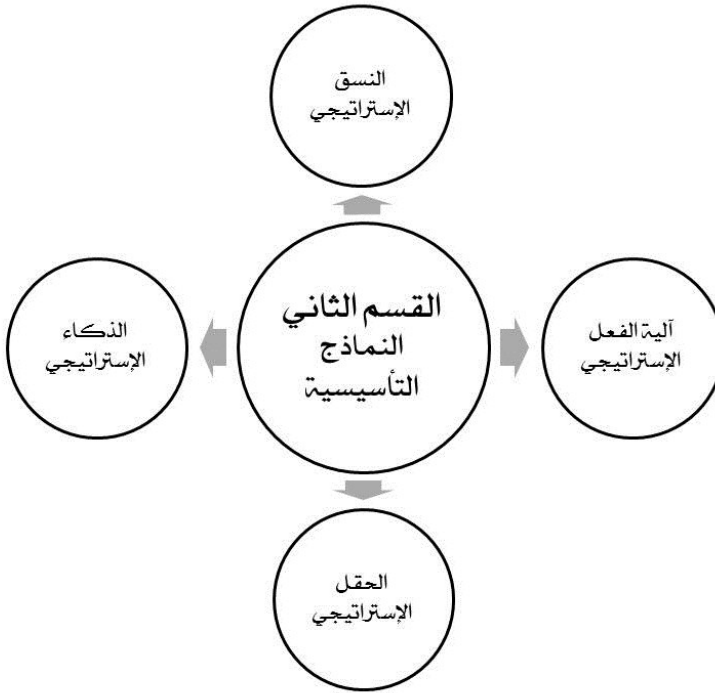 النسق
الإستراتيجي
القسم الثاني
النماذج
التأسيسية
آلية الفعل
الإستراتيجي
الذكاء
الإستراتيجي
الحقل
الإستراتيجي